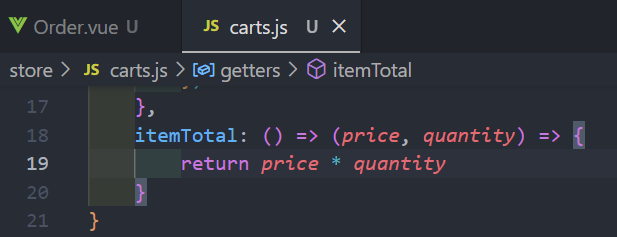 Order.vue U JS carts.js U ×
store > JS carts.js > getters > itemTotal
17 },
18 itemTotal: () => (price, quantity) => {
19 return price * quantity
20 }
21 }